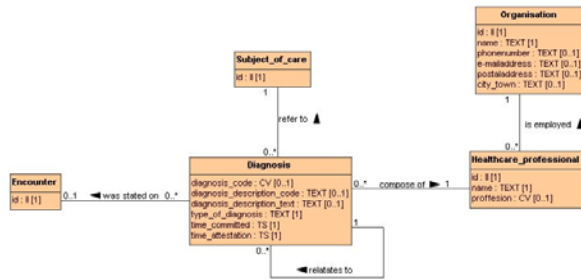 Organisation
id : II [1]
name : TEXT [1]
phonenumber : TEXT [0..1]
e-mailaddress : TEXT [0..1]
postaladdress : TEXT [0..1]
city_town : TEXT [0..1]
Subject_of_care
id : II [1]
1
1
refer to
is employed
0..*
0..*
Diagnosis
diagnosis_code : CV [0..1]
diagnosis_description_code : TEXT [0..1]
diagnosis_description_text : TEXT [0..1]
type_of_diagnosis : TEXT [1]
time_committed : TS [1]
time_attestation : TS [1]
Healthcare_professional
id : II [1]
name : TEXT [1]
proffesion : CV [0..1]
Encounter
id : II [1]
0..1
was stated on
0..*
0..*
compose of
1
1
0..*
relatates to